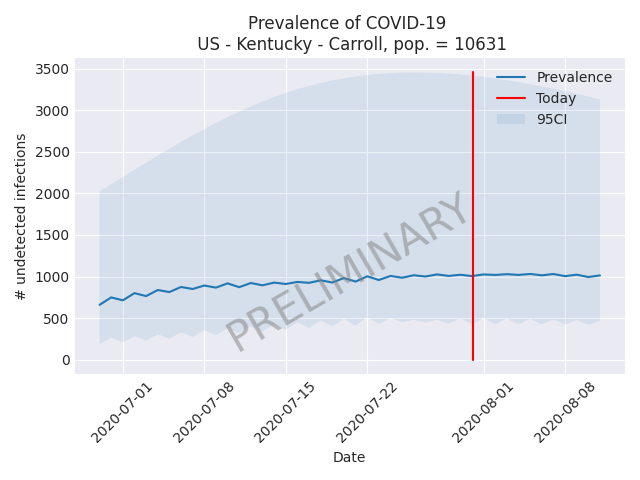 Prevalence of COVID-19
US - Kentucky - Carroll, pop. = 10631
3500
3000
2500
2000
1500
1000
500
0
# undetected infections
Prevalence
Today
95CI
PRELIMINARY
2020-07-01
2020-07-08
2020-07-15
2020-07-22
2020-08-01
2020-08-08
Date